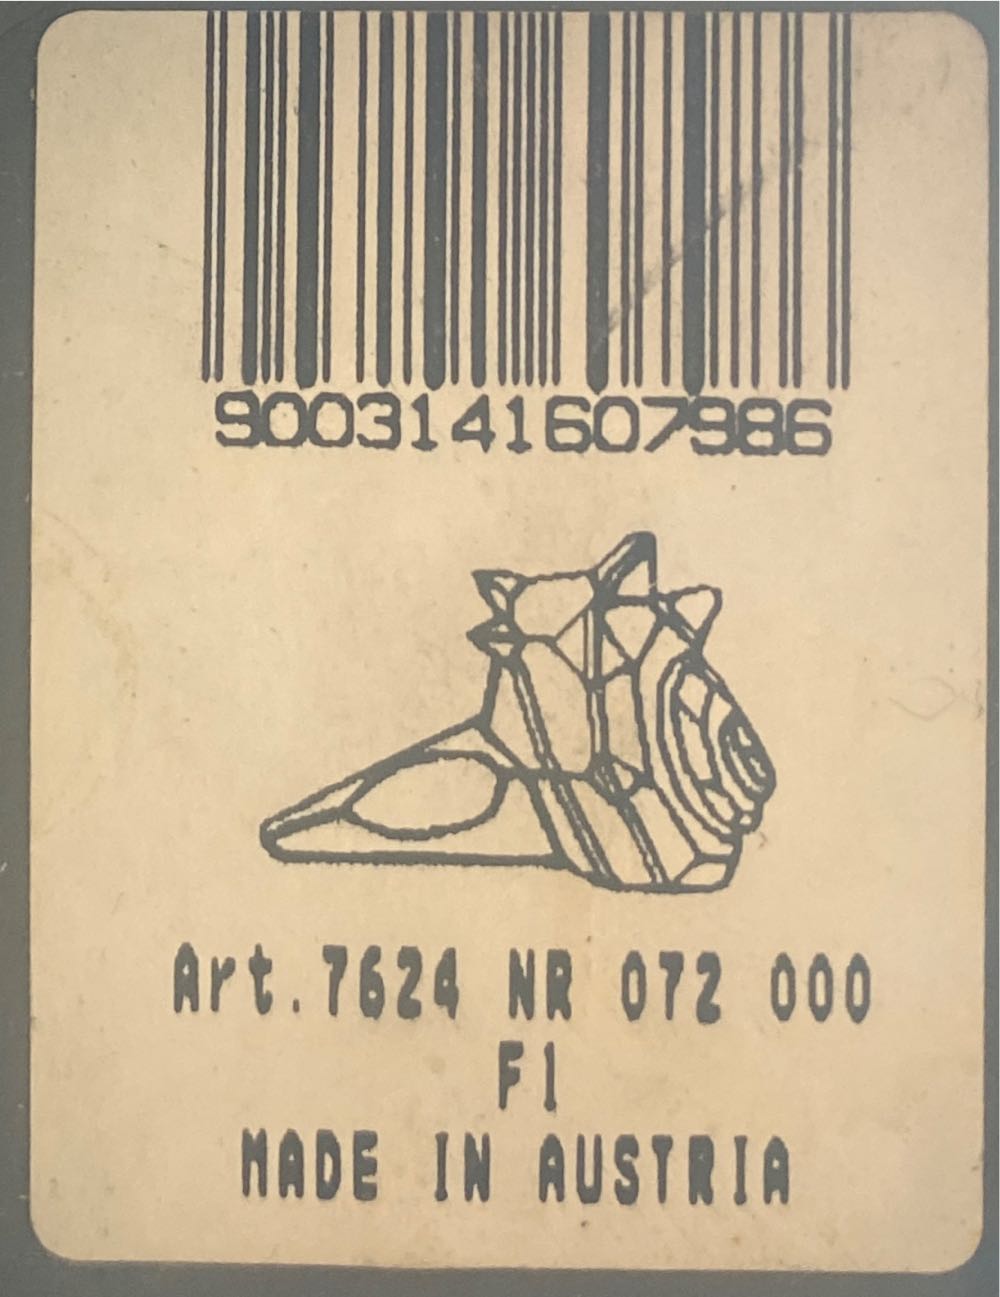 9003141607986
Art.7624 NR 072 000
F1
MADE IN AUSTRIA